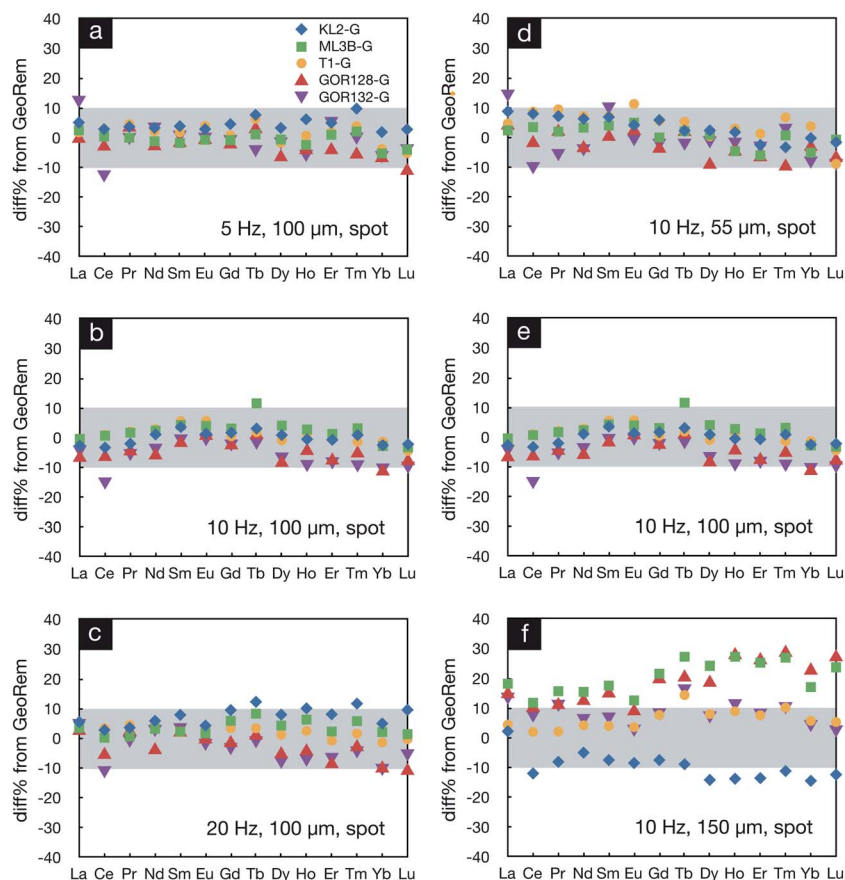 a
KL2-G
ML3B-G
T1-G
GOR128-G
GOR132-G
diff% from GeoRem
40
30
20
10
0
-10
-20
-30
-40
5 Hz, 100 µm, spot
La Ce Pr Nd Sm Eu Gd Tb Dy Ho Er Tm Yb Lu
d
diff% from GeoRem
40
30
20
10
0
-10
-20
-30
-40
10 Hz, 55 µm, spot
La Ce Pr Nd Sm Eu Gd Tb Dy Ho Er Tm Yb Lu
b
diff% from GeoRem
40
30
20
10
0
-10
-20
-30
-40
10 Hz, 100 µm, spot
La Ce Pr Nd Sm Eu Gd Tb Dy Ho Er Tm Yb Lu
e
diff% from GeoRem
40
30
20
10
0
-10
-20
-30
-40
10 Hz, 100 µm, spot
La Ce Pr Nd Sm Eu Gd Tb Dy Ho Er Tm Yb Lu
c
diff% from GeoRem
40
30
20
10
0
-10
-20
-30
-40
20 Hz, 100 µm, spot
La Ce Pr Nd Sm Eu Gd Tb Dy Ho Er Tm Yb Lu
f
diff% from GeoRem
40
30
20
10
0
-10
-20
-30
-40
10 Hz, 150 µm, spot
La Ce Pr Nd Sm Eu Gd Tb Dy Ho Er Tm Yb Lu